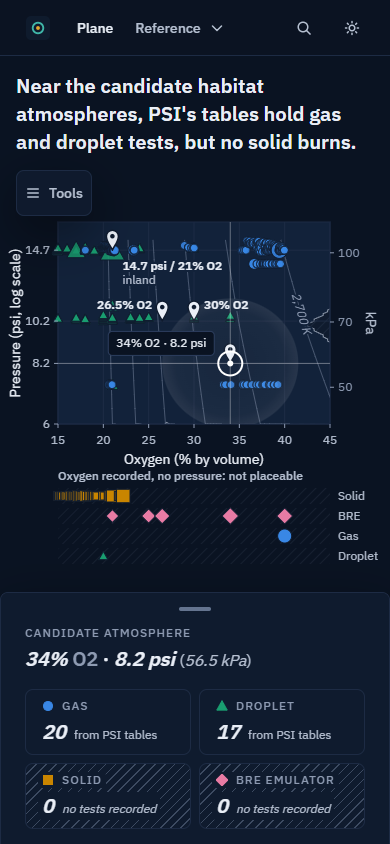 Plane
Reference
Near the candidate habitat
atmospheres, PSI's tables hold gas
and droplet tests, but no solid burns.
Tools
Pressure (psi, log scale)
14.7
10.2
8.2
6
14.7 psi / 21% O2
inland
26.5% O2
30% O2
34% O2 · 8.2 psi
2,700 K
100
70
50
kPa
15 20 25 30 35 40 45
Oxygen (% by volume)
Oxygen recorded, no pressure: not placeable
Solid
BRE
Gas
Droplet
CANDIDATE ATMOSPHERE
34% O2 · 8.2 psi (56.5 kPa)
GAS
20 from PSI tables
DROPLET
17 from PSI tables
SOLID
0 no tests recorded
BRE EMULATOR
0 no tests recorded